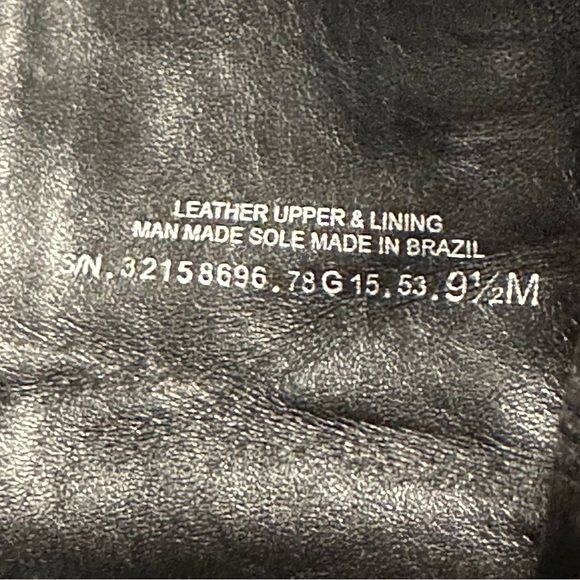 LEATHER UPPER & LINING
MAN MADE SOLE MADE IN BRAZIL
S/N.32158696.78G15.53.9½M